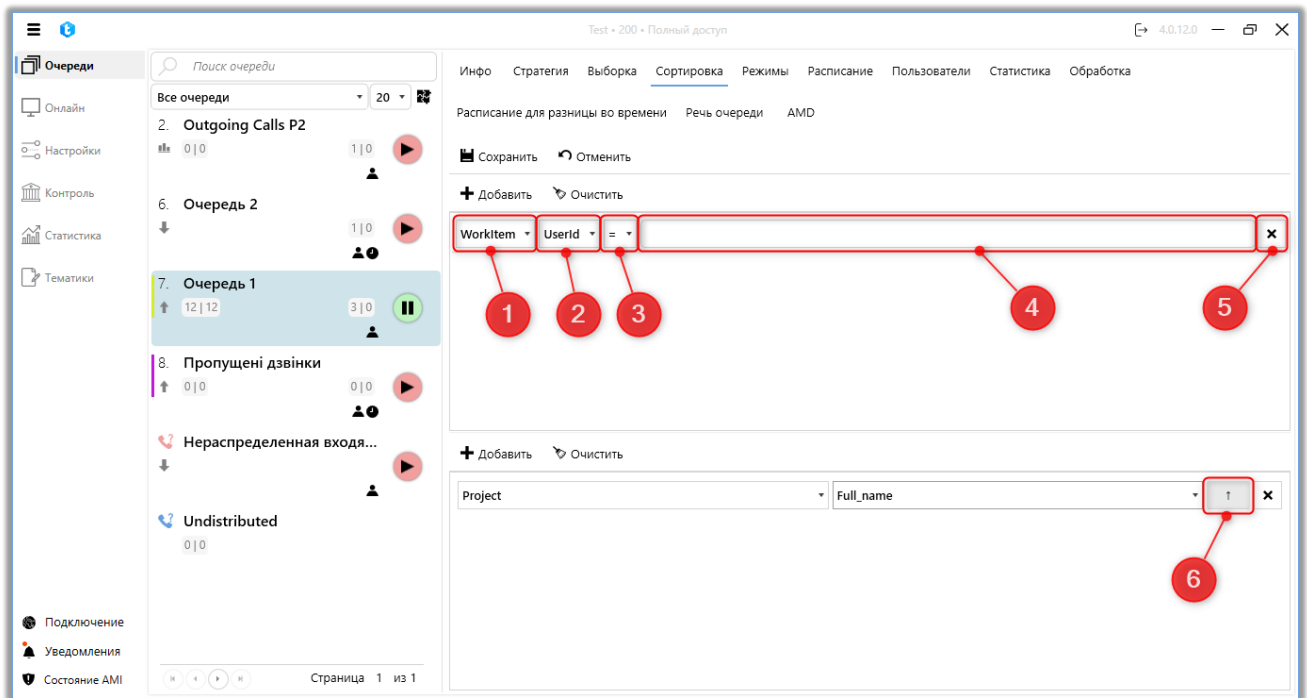 Test • 200 • Полный доступ
4.0.12.0
Очереди
Онлайн
Настройки
Контроль
Статистика
Тематики
Подключение
Уведомления
Состояние AMI
Поиск очереди
Все очереди 20
2. Outgoing Calls P2
0|0 1|0
6. Очередь 2
1|0
7. Очередь 1
12|12 3|0
8. Пропущені дзвінки
0|0 0|0
Нераспределенная входя...
Undistributed
0|0
Страница 1 из 1
Инфо Стратегия Выборка Сортировка Режимы Расписание Пользователи Статистика Обработка
Расписание для разницы во времени Речь очереди AMD
Сохранить Отменить
Добавить Очистить
WorkItem UserId =
1 2 3 4 5
Добавить Очистить
Project Full_name ↑
6